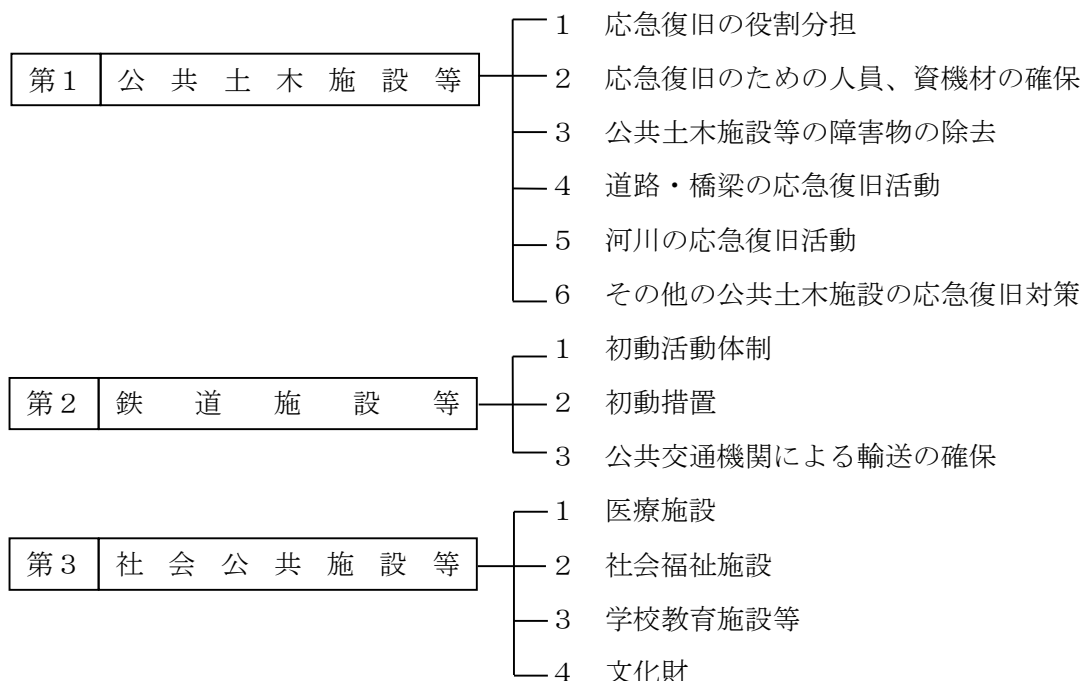 第１ 公共土木施設等
１ 応急復旧の役割分担
２ 応急復旧のための人員、資機材の確保
３ 公共土木施設等の障害物の除去
４ 道路・橋梁の応急復旧活動
５ 河川の応急復旧活動
６ その他の公共土木施設の応急復旧対策
第２ 鉄道施設等
１ 初動活動体制
２ 初動措置
３ 公共交通機関による輸送の確保
第３ 社会公共施設等
１ 医療施設
２ 社会福祉施設
３ 学校教育施設等
４ 文化財